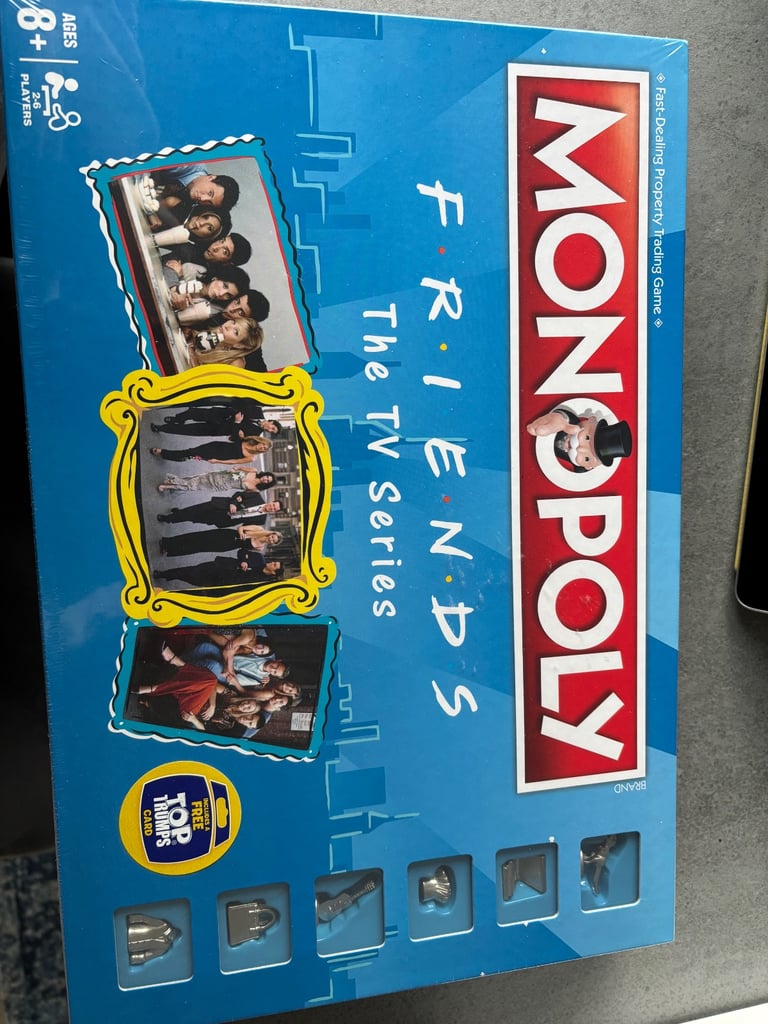 Fast-Dealing Property Trading Game
MONOPOLY
BRAND
F·R·I·E·N·D·S
The TV Series
AGES
8+
2-6
PLAYERS
INCLUDES A
FREE
TOP
TRUMPS
CARD